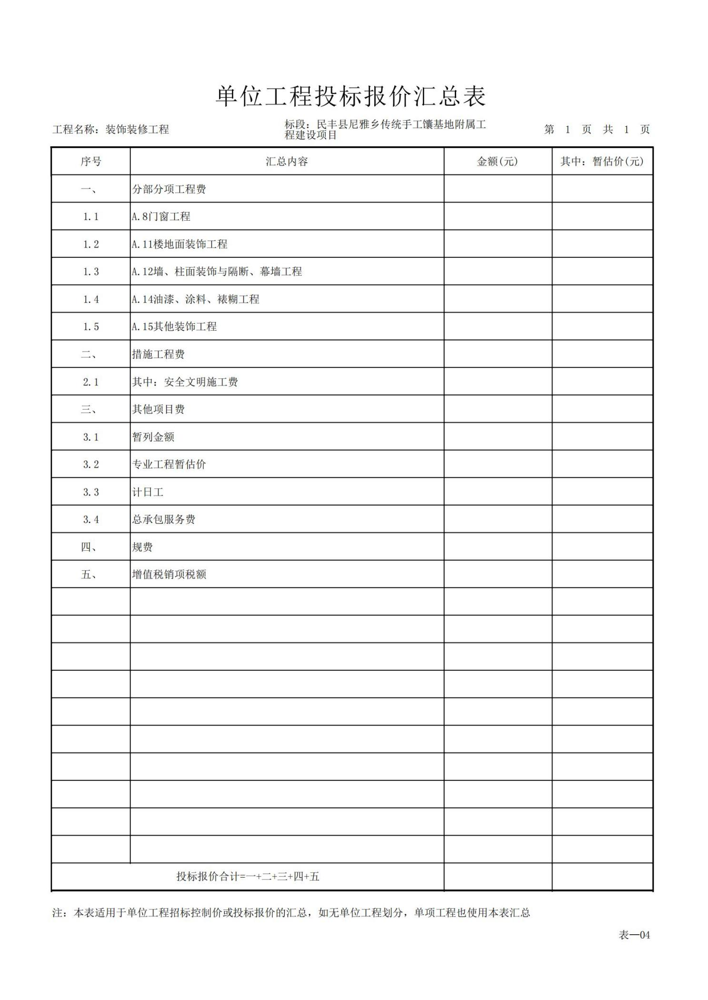 单位工程投标报价汇总表
工程名称：装饰装修工程
标段：民丰县尼雅乡传统手工馕基地附属工
程建设项目
第 1 页 共 1 页
序号 汇总内容 金额(元) 其中：暂估价(元)
一、 分部分项工程费
1.1 A.8门窗工程
1.2 A.11楼地面装饰工程
1.3 A.12墙、柱面装饰与隔断、幕墙工程
1.4 A.14油漆、涂料、裱糊工程
1.5 A.15其他装饰工程
二、 措施工程费
2.1 其中：安全文明施工费
三、 其他项目费
3.1 暂列金额
3.2 专业工程暂估价
3.3 计日工
3.4 总承包服务费
四、 规费
五、 增值税销项税额
投标报价合计=一+二+三+四+五
注：本表适用于单位工程招标控制价或投标报价的汇总，如无单位工程划分，单项工程也使用本表汇总
表—04